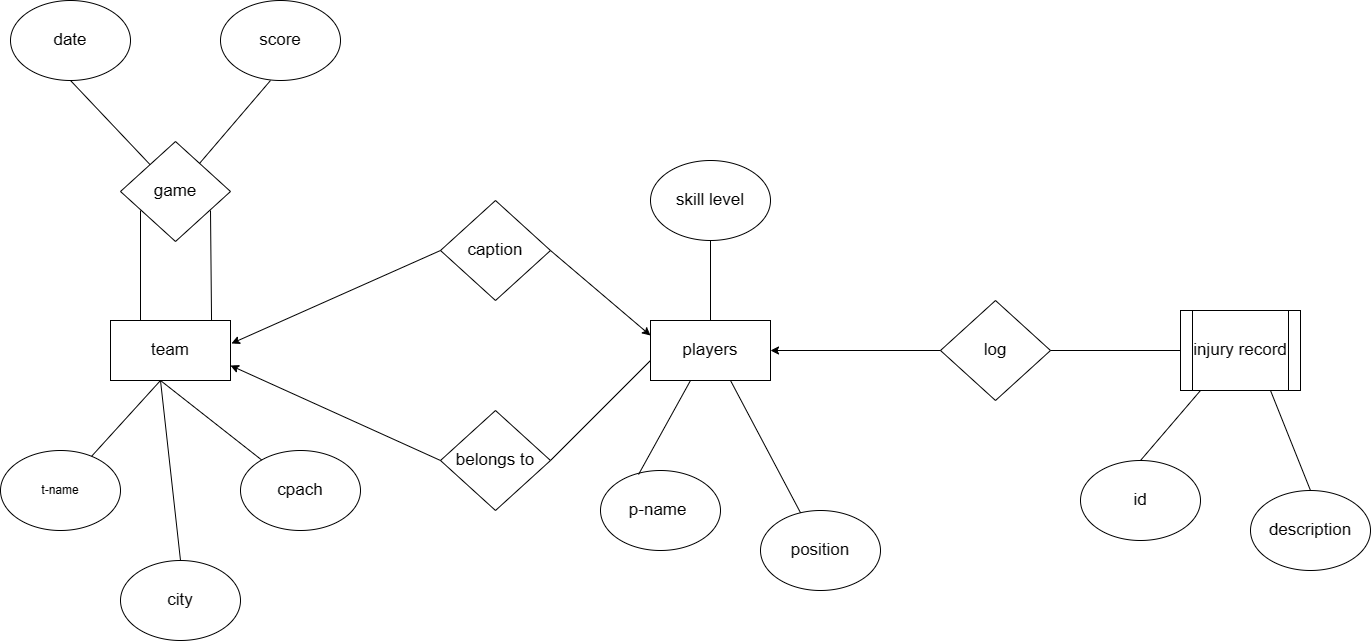 date
score
game
skill level
caption
team
players
log
injury record
belongs to
t-name
cpach
p-name
position
id
description
city